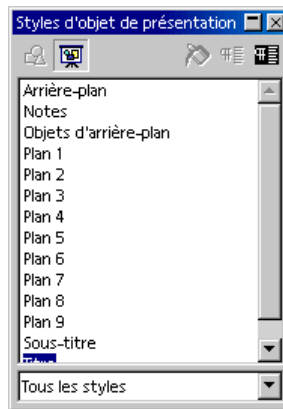 Styles d'objet de présentation
Arrière-plan
Notes
Objets d'arrière-plan
Plan 1
Plan 2
Plan 3
Plan 4
Plan 5
Plan 6
Plan 7
Plan 8
Plan 9
Sous-titre
Titre
Tous les styles